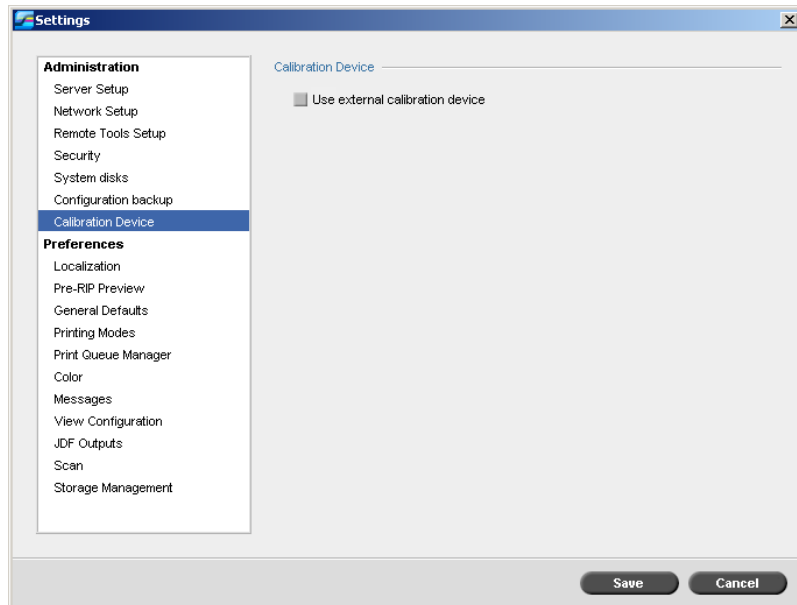 Settings
Administration
Server Setup
Network Setup
Remote Tools Setup
Security
System disks
Configuration backup
Calibration Device
Preferences
Localization
Pre-RIP Preview
General Defaults
Printing Modes
Print Queue Manager
Color
Messages
View Configuration
JDF Outputs
Scan
Storage Management
Calibration Device
Use external calibration device
Save
Cancel